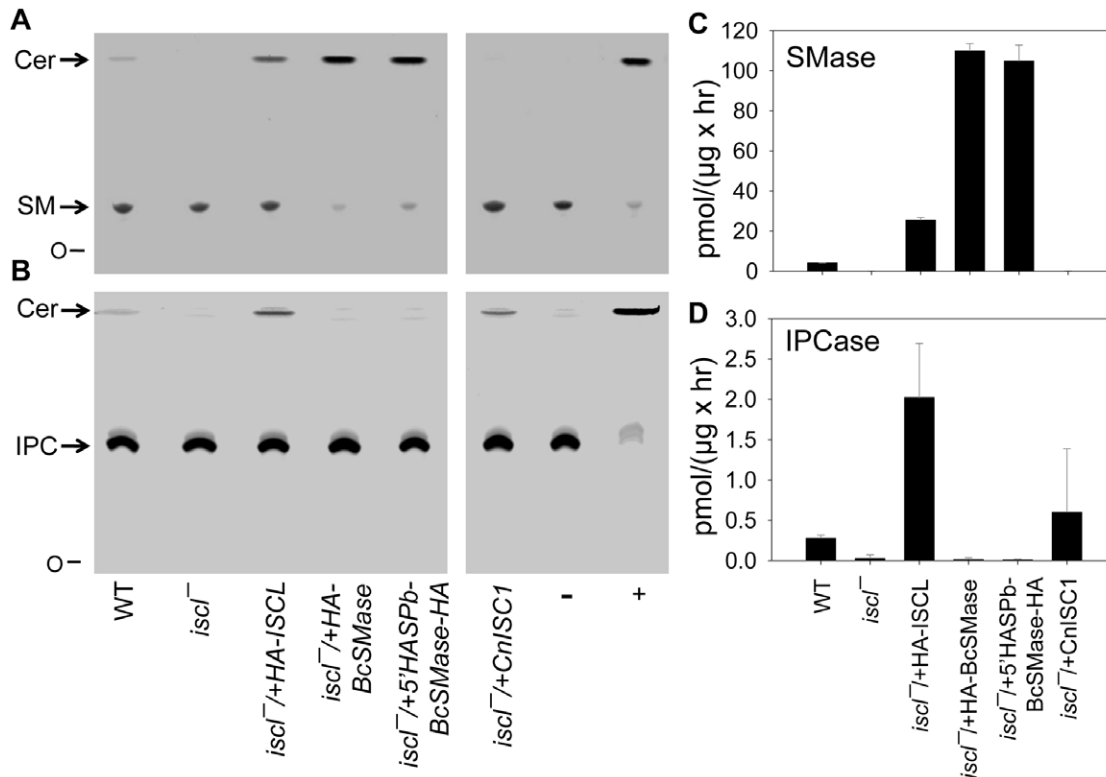 A
Cer
SM
O
B
Cer
IPC
O
WT
iscl⁻
iscl⁻/+HA-ISCL
iscl⁻/+HA-
BcSMase
iscl⁻/+5'HASPb-
BcSMase-HA
iscl⁻/+CnISC1
-
+
C
SMase
pmol/(µg x hr)
120
100
80
60
40
20
0
D
IPCase
pmol/(µg x hr)
3.0
2.5
2.0
1.5
1.0
0.5
0.0
WT
iscl⁻
iscl⁻/+HA-ISCL
iscl⁻/+HA-BcSMase
iscl⁻/+5'HASPb-
BcSMase-HA
iscl⁻/+CnISC1